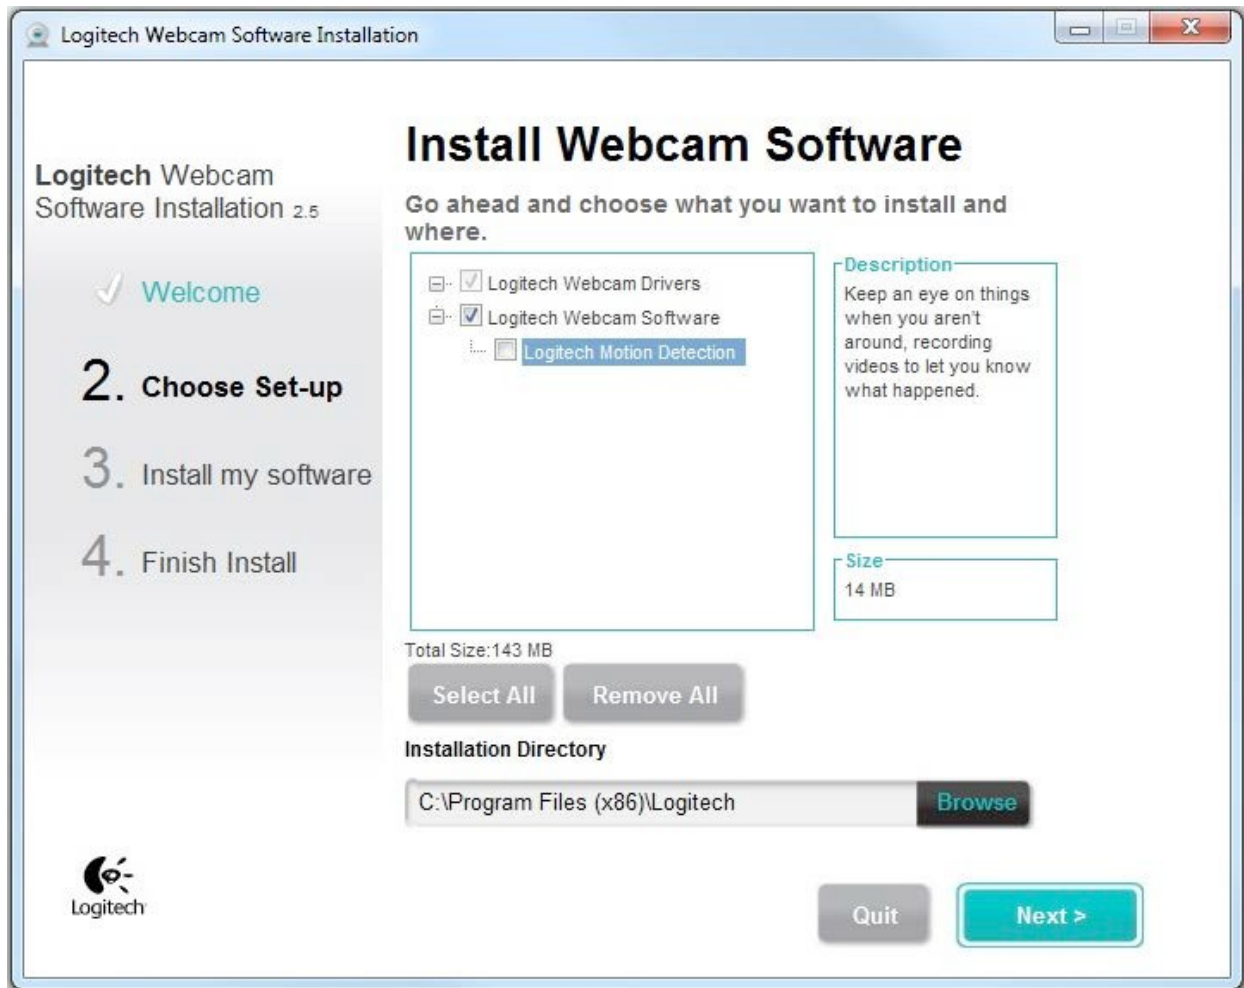 Logitech Webcam Software Installation
Logitech Webcam
Software Installation 2.5
Welcome
2. Choose Set-up
3. Install my software
4. Finish Install
Logitech
Install Webcam Software
Go ahead and choose what you want to install and
where.
Logitech Webcam Drivers
Logitech Webcam Software
Logitech Motion Detection
Description
Keep an eye on things
when you aren't
around, recording
videos to let you know
what happened.
Size
14 MB
Total Size:143 MB
Select All
Remove All
Installation Directory
C:\Program Files (x86)\Logitech
Browse
Quit
Next >